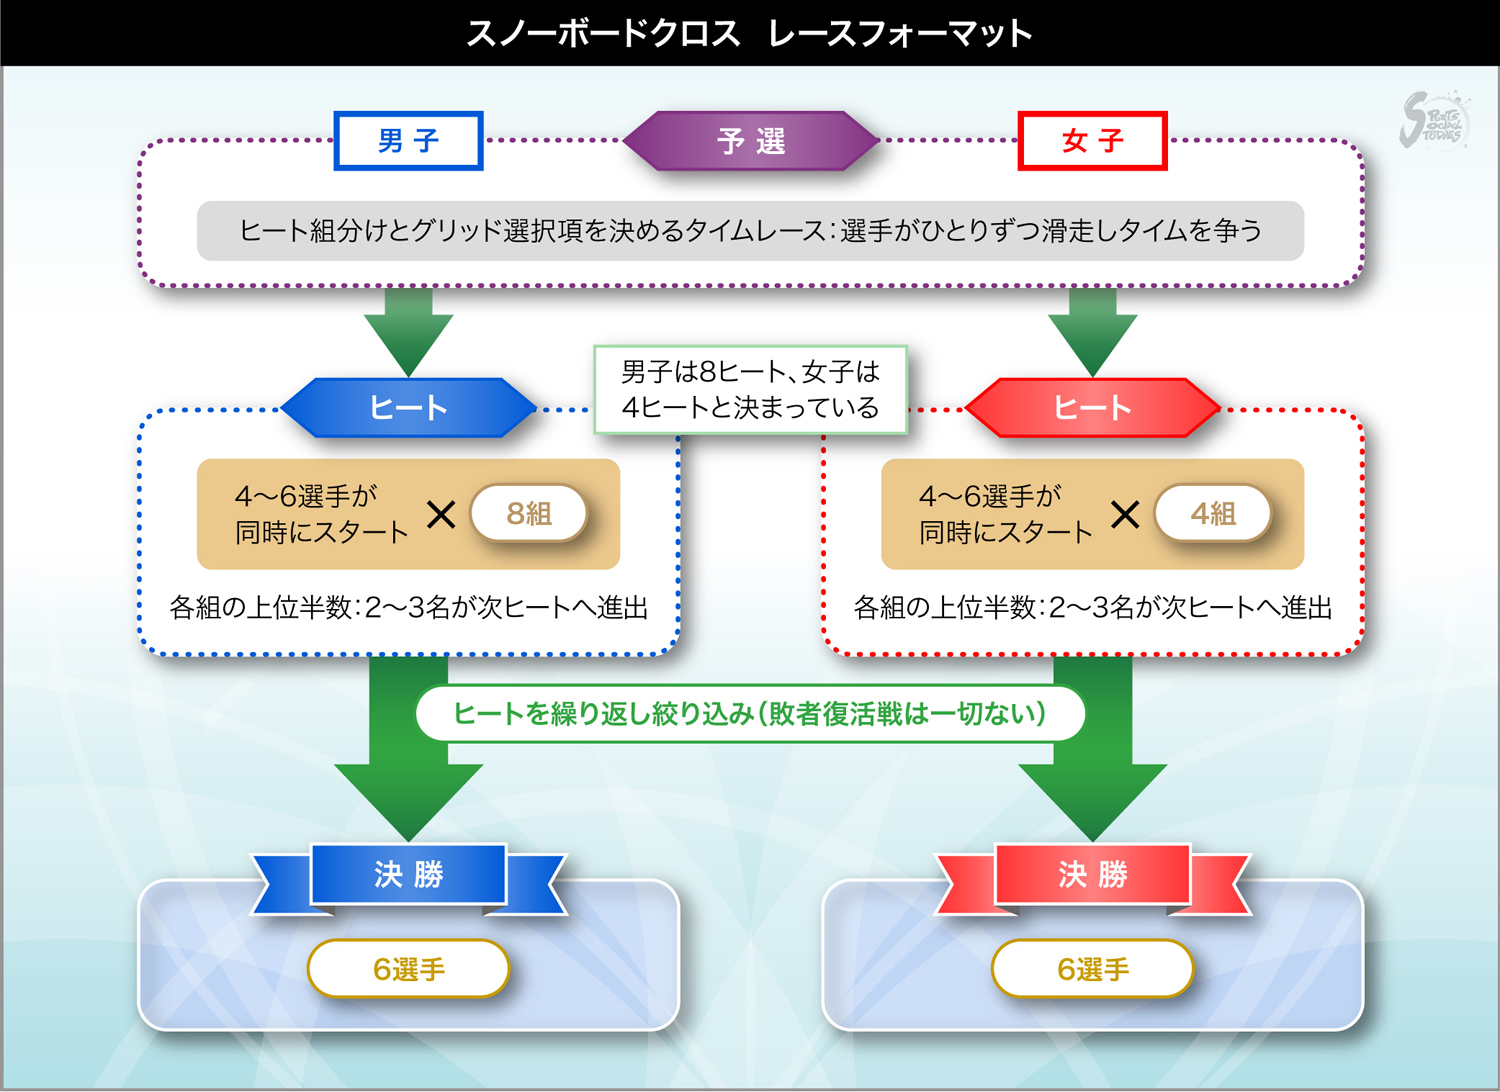 スノーボードクロス レースフォーマット
男子
予選
女子
ヒート組分けとグリッド選択項を決めるタイムレース：選手がひとりずつ滑走しタイムを争う
男子は8ヒート、女子は
4ヒートと決まっている
ヒート
4～6選手が
同時にスタート
×
8組
各組の上位半数：2～3名が次ヒートへ進出
ヒート
4～6選手が
同時にスタート
×
4組
各組の上位半数：2～3名が次ヒートへ進出
ヒートを繰り返し絞り込み（敗者復活戦は一切ない）
決勝
6選手
決勝
6選手
SPORTS
SOCIAL
TODAYS